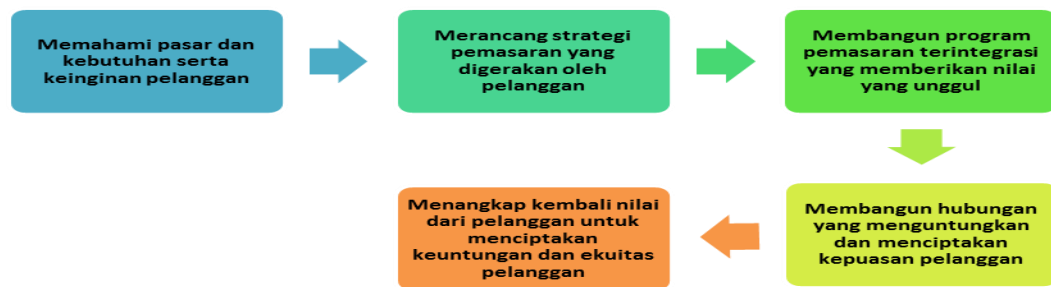 Memahami pasar dan
kebutuhan serta
keinginan pelanggan
Merancang strategi
pemasaran yang
digerakan oleh
pelanggan
Membangun program
pemasaran terintegrasi
yang memberikan nilai
yang unggul
Membangun hubungan
yang menguntungkan
dan menciptakan
kepuasan pelanggan
Menangkap kembali nilai
dari pelanggan untuk
menciptakan
keuntungan dan ekuitas
pelanggan